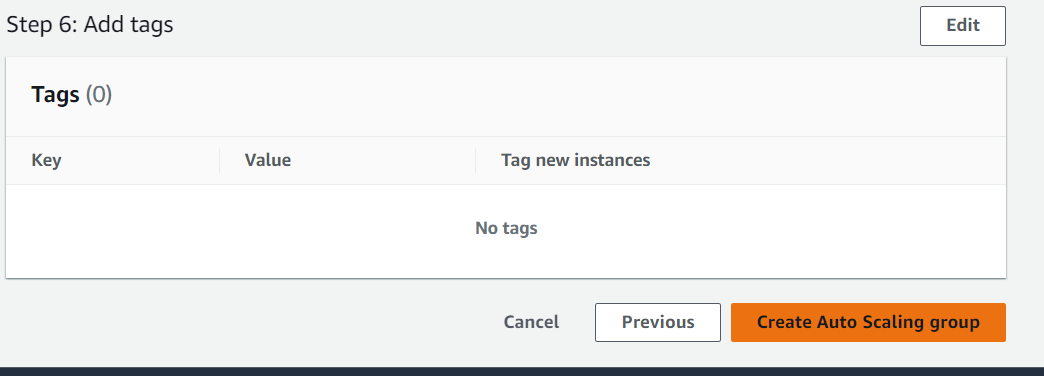 Step 6: Add tags
Edit
Tags (0)
Key
Value
Tag new instances
No tags
Cancel
Previous
Create Auto Scaling group